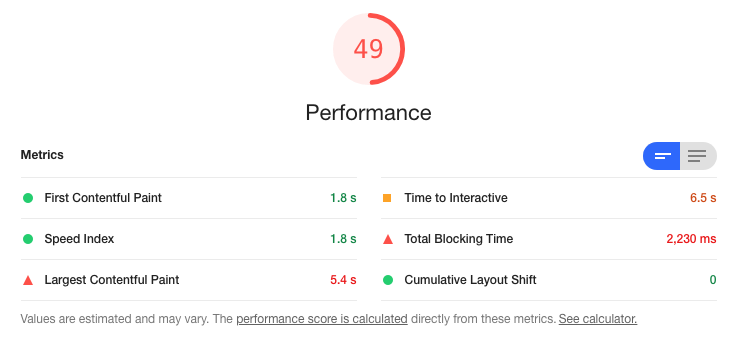 49
Performance
Metrics
First Contentful Paint 1.8 s
Time to Interactive 6.5 s
Speed Index 1.8 s
Total Blocking Time 2,230 ms
Largest Contentful Paint 5.4 s
Cumulative Layout Shift 0
Values are estimated and may vary. The performance score is calculated directly from these metrics. See calculator.